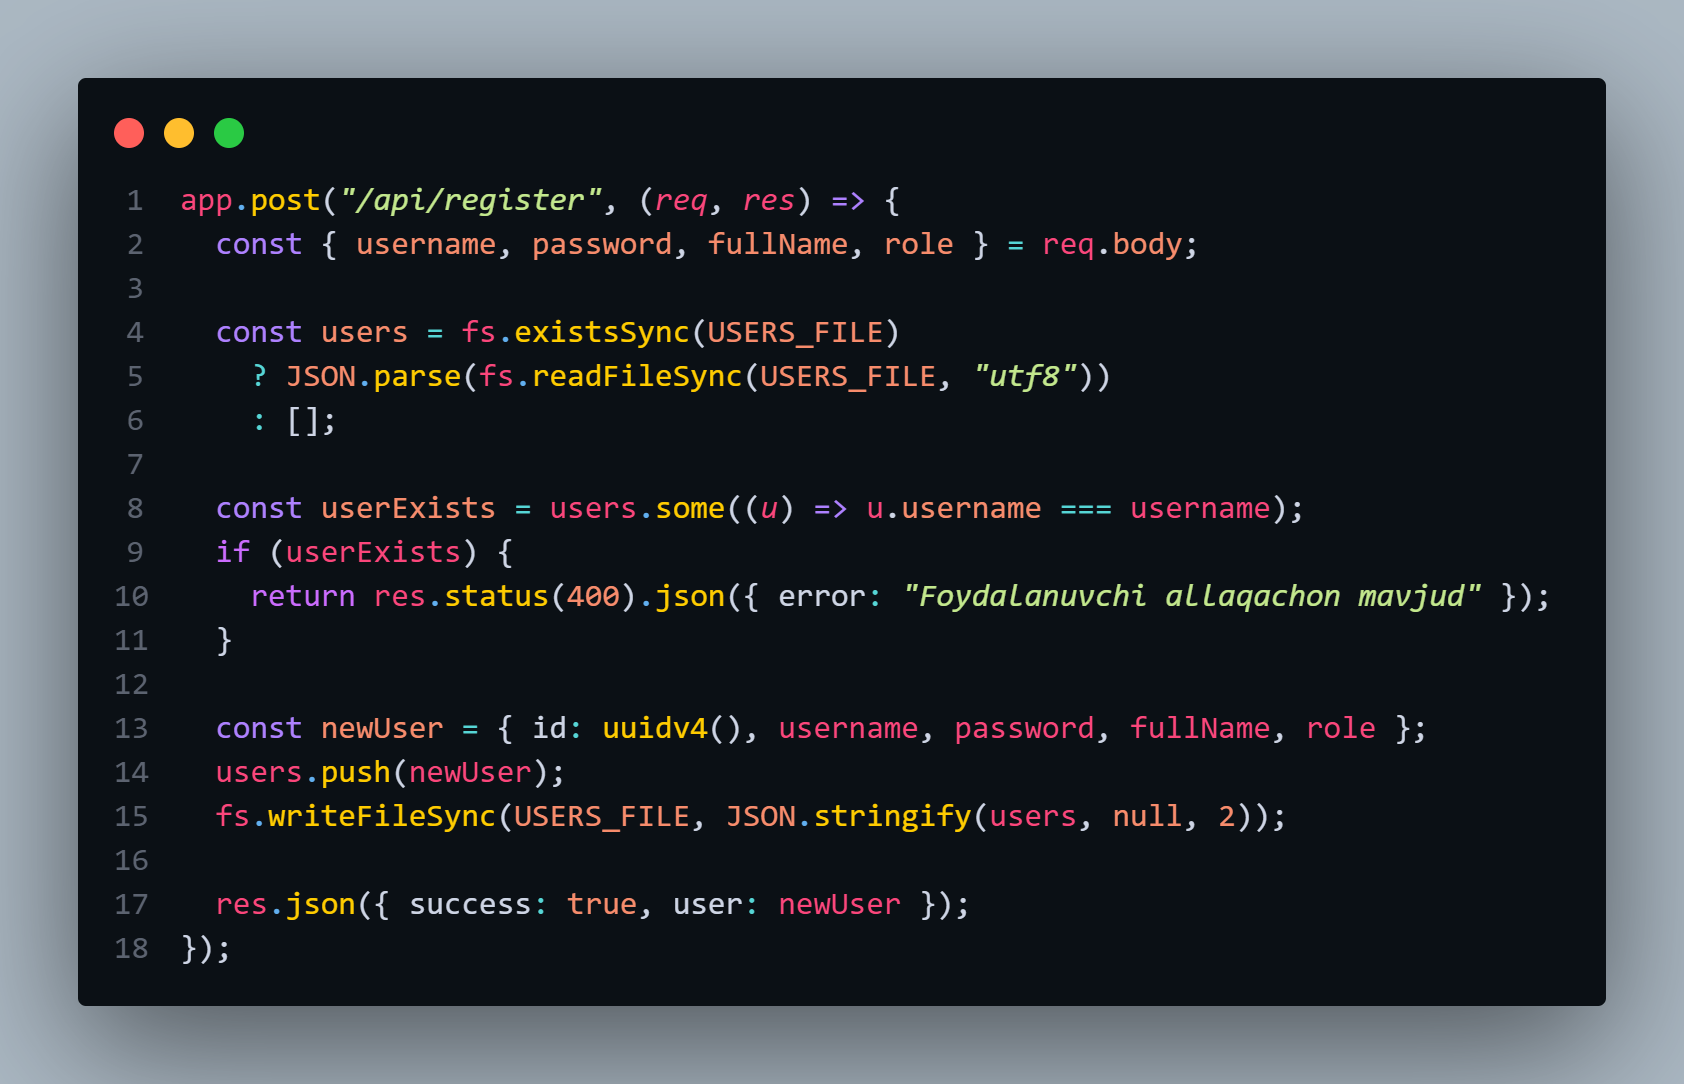 1 app.post("/api/register", (req, res) => {
2   const { username, password, fullName, role } = req.body;
3
4   const users = fs.existsSync(USERS_FILE)
5     ? JSON.parse(fs.readFileSync(USERS_FILE, "utf8"))
6     : [];
7
8   const userExists = users.some((u) => u.username === username);
9   if (userExists) {
10     return res.status(400).json({ error: "Foydalanuvchi allaqachon mavjud" });
11   }
12
13   const newUser = { id: uuidv4(), username, password, fullName, role };
14   users.push(newUser);
15   fs.writeFileSync(USERS_FILE, JSON.stringify(users, null, 2));
16
17   res.json({ success: true, user: newUser });
18 });